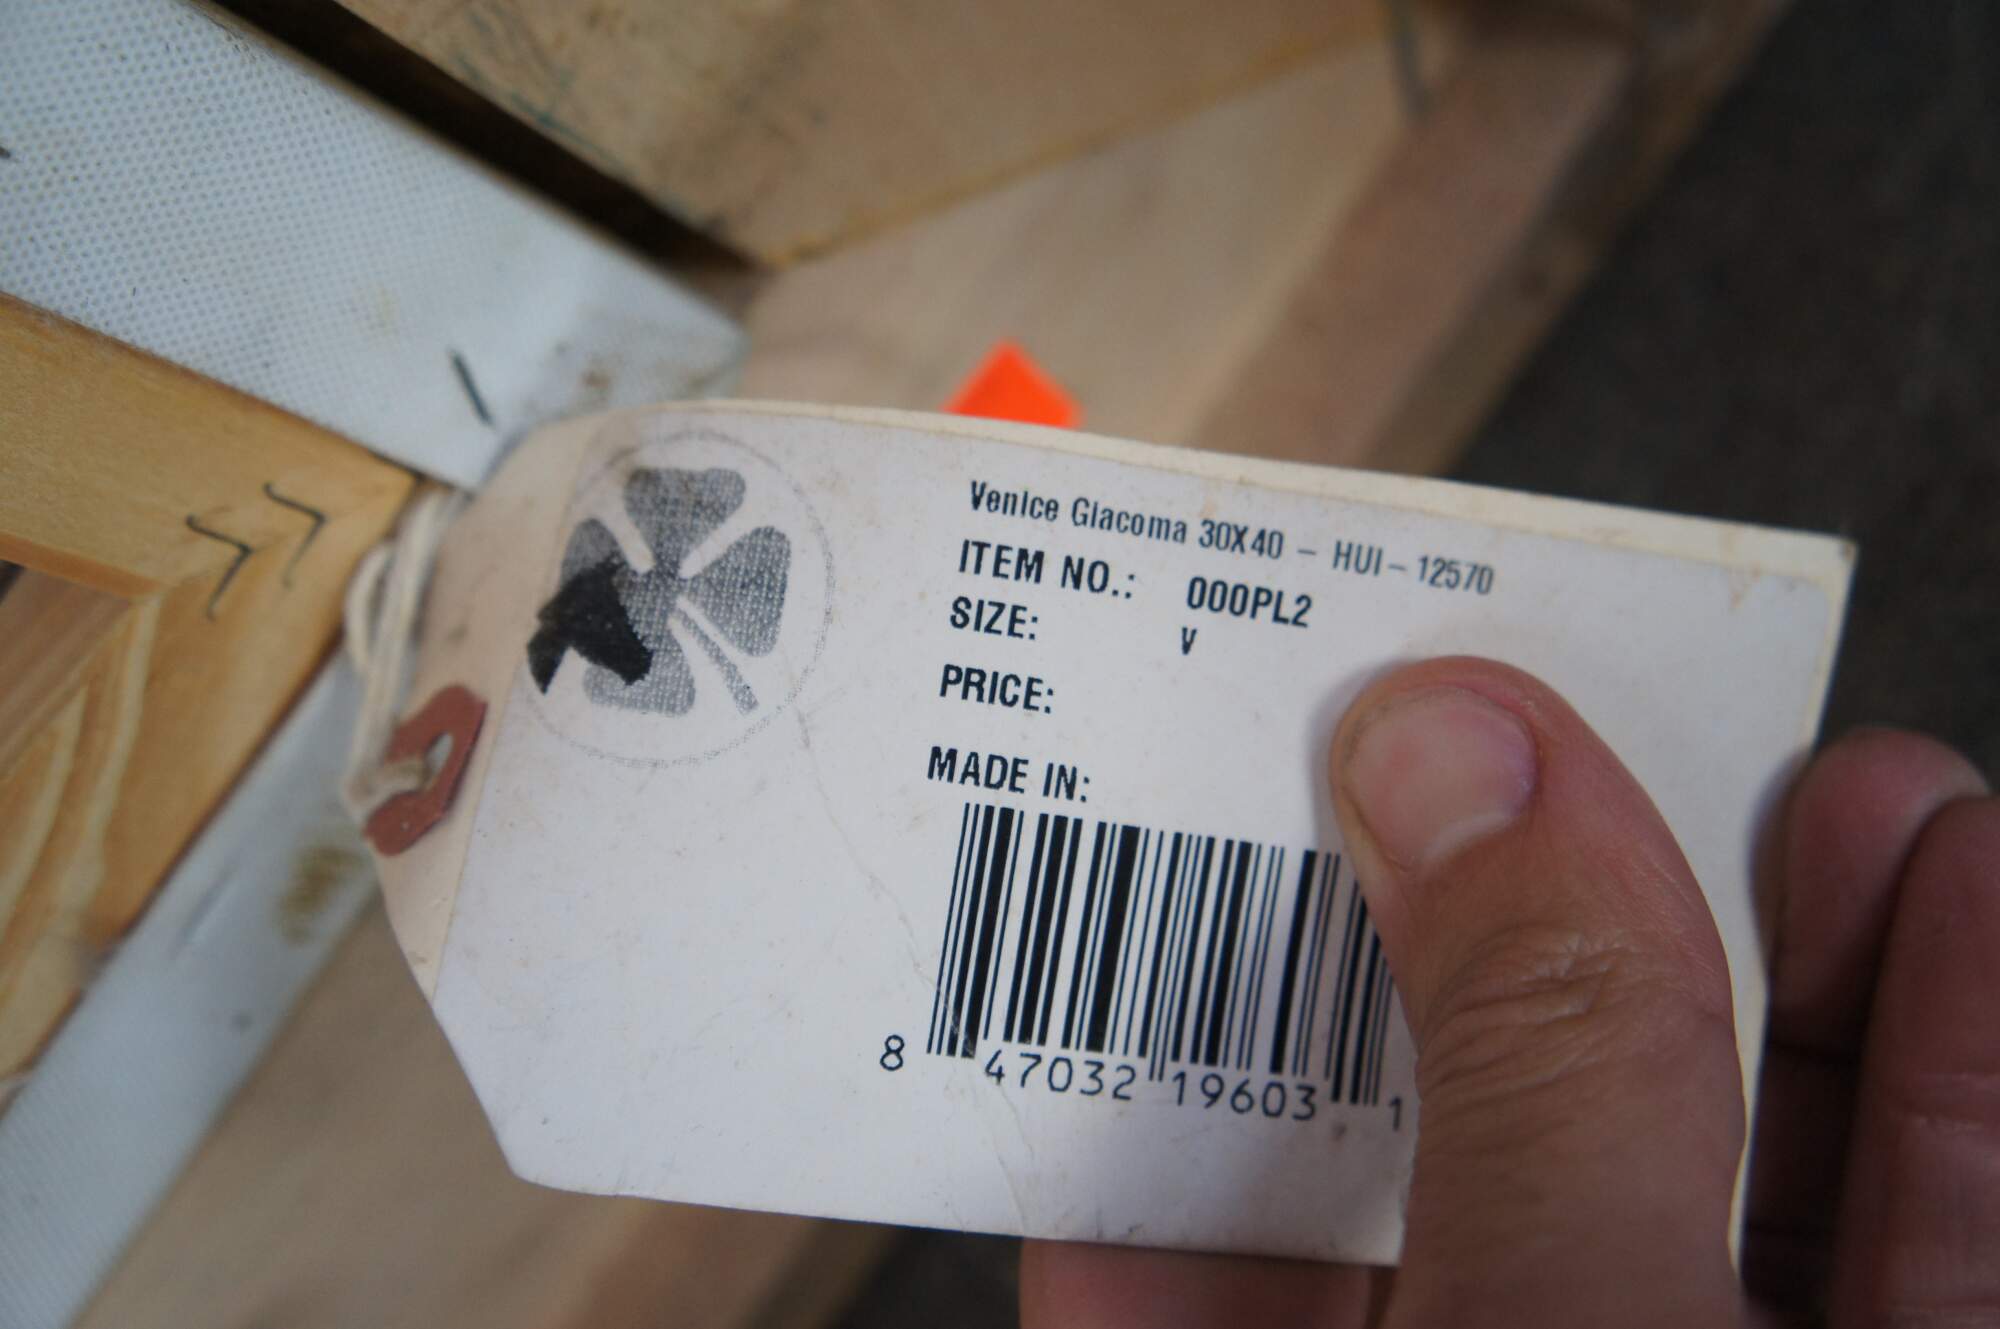 Venice Giacoma 30X40 – HUI – 12570
ITEM NO.: 000PL2
SIZE: V
PRICE:
MADE IN:
8 47032 19603 1